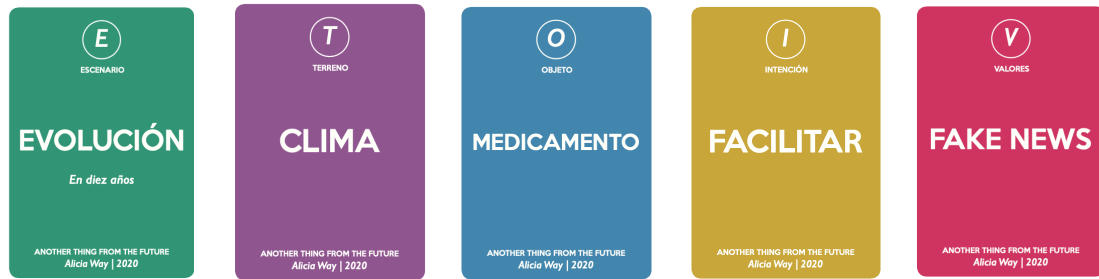 E
ESCENARIO
EVOLUCIÓN
En diez años
ANOTHER THING FROM THE FUTURE
Alicia Way | 2020
T
TERRENO
CLIMA
ANOTHER THING FROM THE FUTURE
Alicia Way | 2020
O
OBJETO
MEDICAMENTO
ANOTHER THING FROM THE FUTURE
Alicia Way | 2020
I
INTENCIÓN
FACILITAR
ANOTHER THING FROM THE FUTURE
Alicia Way | 2020
V
VALORES
FAKE NEWS
ANOTHER THING FROM THE FUTURE
Alicia Way | 2020